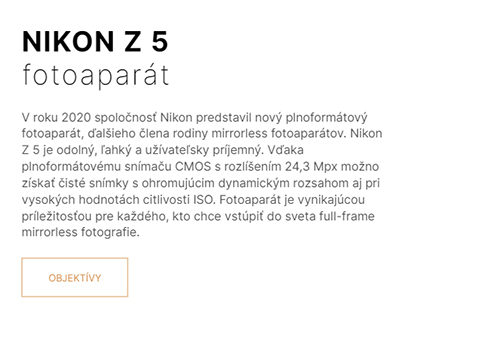 NIKON Z 5
fotoaparát
V roku 2020 spoločnosť Nikon predstavil nový plnoformátový
fotoaparát, ďalšieho člena rodiny mirrorless fotoaparátov. Nikon
Z 5 je odolný, ľahký a užívateľsky príjemný. Vďaka
plnoformátovému snímaču CMOS s rozlíšením 24,3 Mpx možno
získať čisté snímky s ohromujúcim dynamickým rozsahom aj pri
vysokých hodnotách citlivosti ISO. Fotoaparát je vynikajúcou
príležitosťou pre každého, kto chce vstúpiť do sveta full-frame
mirrorless fotografie.
OBJEKTÍVY